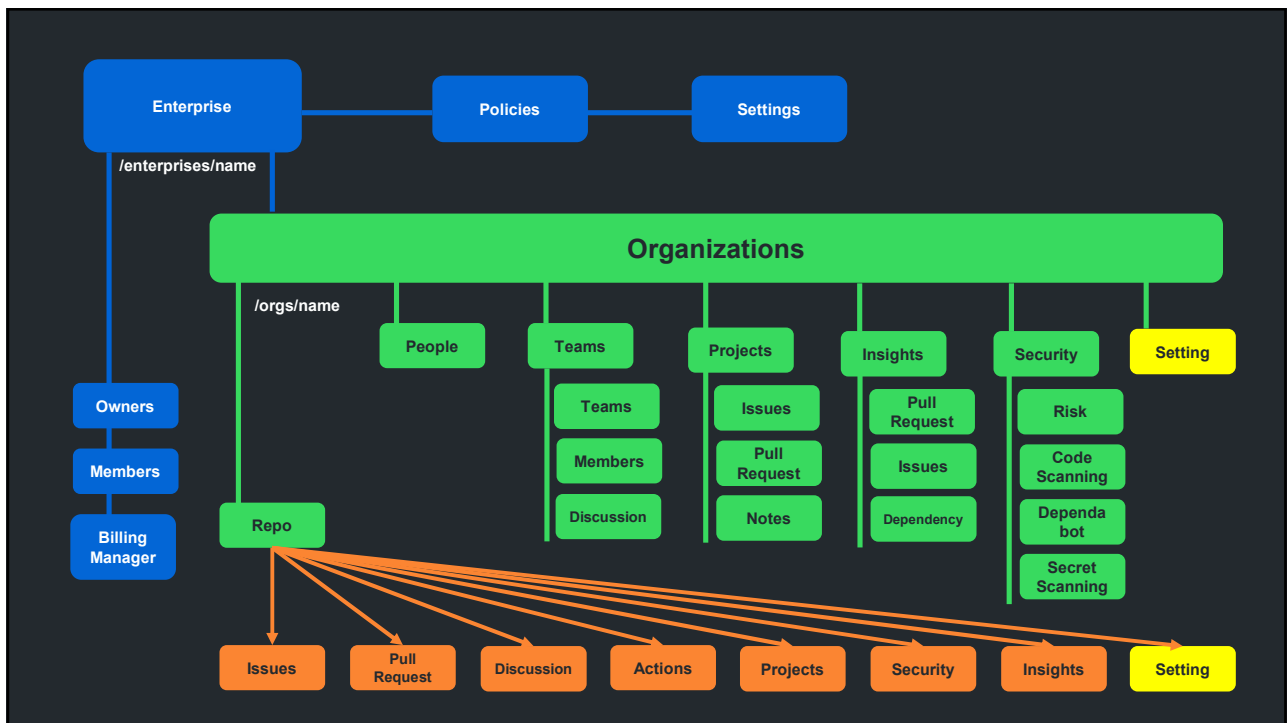 Enterprise
Policies
Settings
/enterprises/name
Organizations
/orgs/name
People
Teams
Projects
Insights
Security
Setting
Owners
Members
Billing
Manager
Teams
Members
Discussion
Issues
Pull
Request
Notes
Pull
Request
Issues
Dependency
Risk
Code
Scanning
Dependa
bot
Secret
Scanning
Repo
Issues
Pull
Request
Discussion
Actions
Projects
Security
Insights
Setting